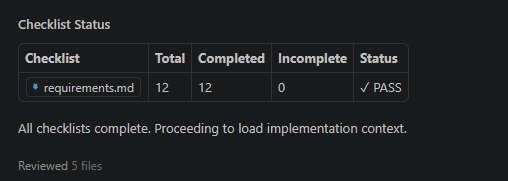 Checklist Status
Checklist Total Completed Incomplete Status
requirements.md 12 12 0 ✓ PASS
All checklists complete. Proceeding to load implementation context.
Reviewed 5 files